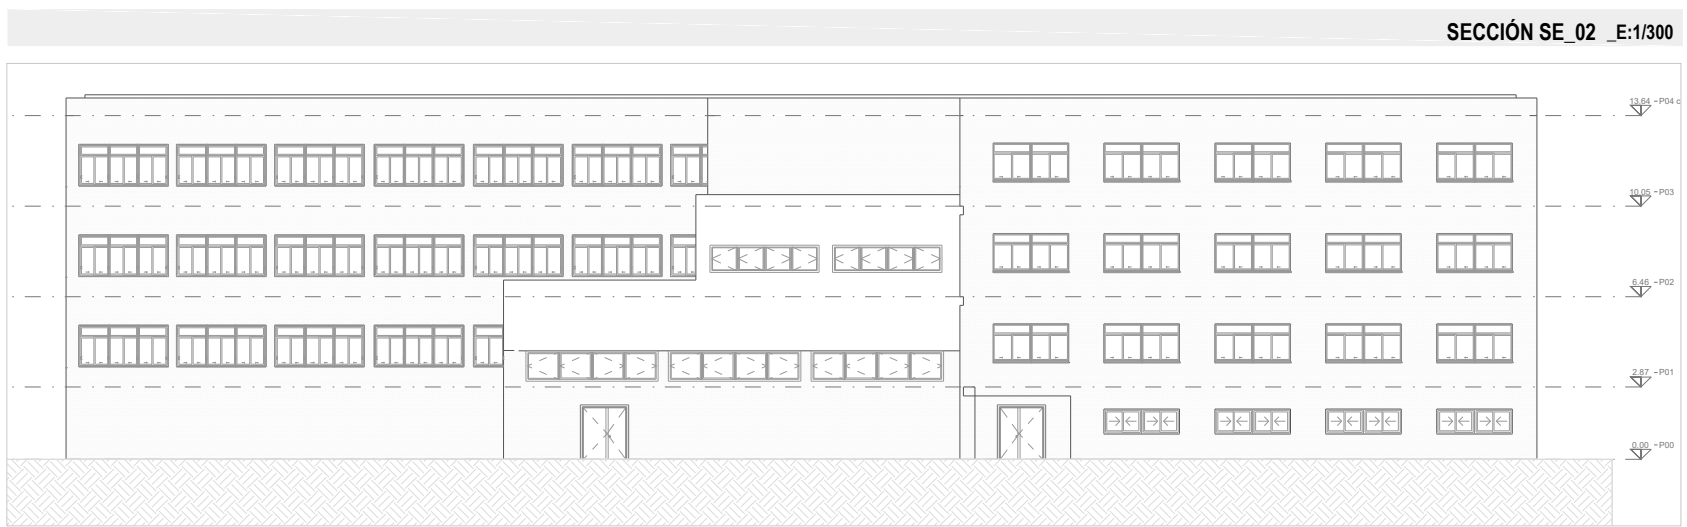 SECCIÓN SE_02 _E:1/300
13.64 - P04 c
10.05 - P03
6.46 - P02
2.87 - P01
0.00 - P00